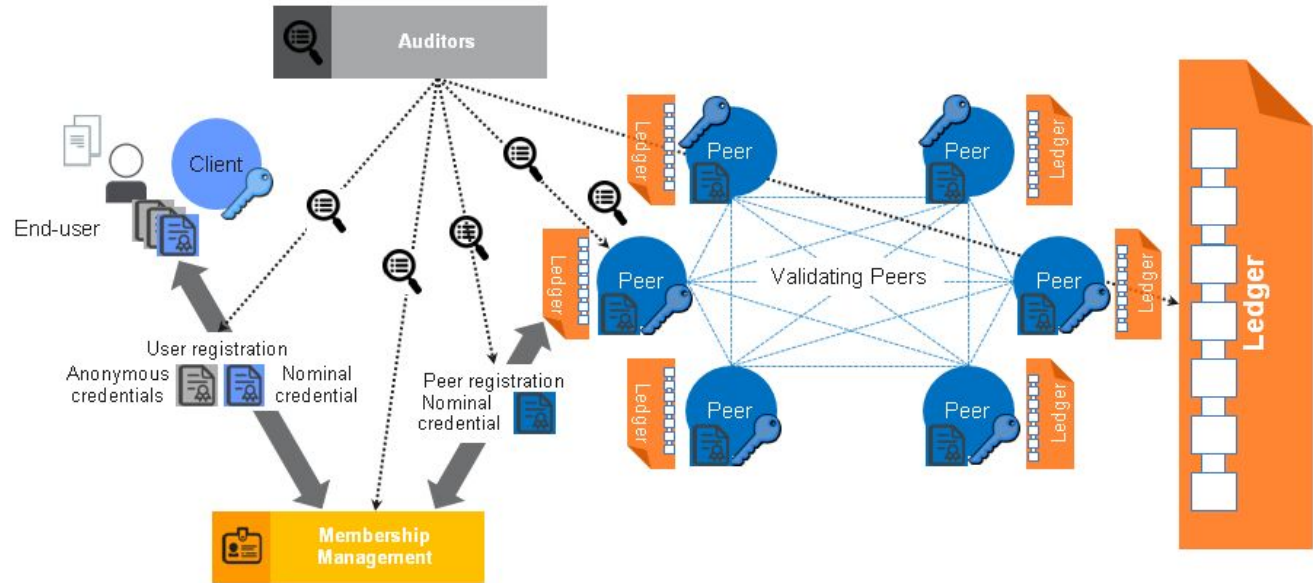 Auditors
Client
End-user
User registration
Anonymous
credentials
Nominal
credential
Peer registration
Nominal
credential
Membership
Management
Ledger
Peer
Peer
Ledger
Ledger
Peer
Validating Peers
Peer
Ledger
Ledger
Peer
Peer
Ledger
Ledger